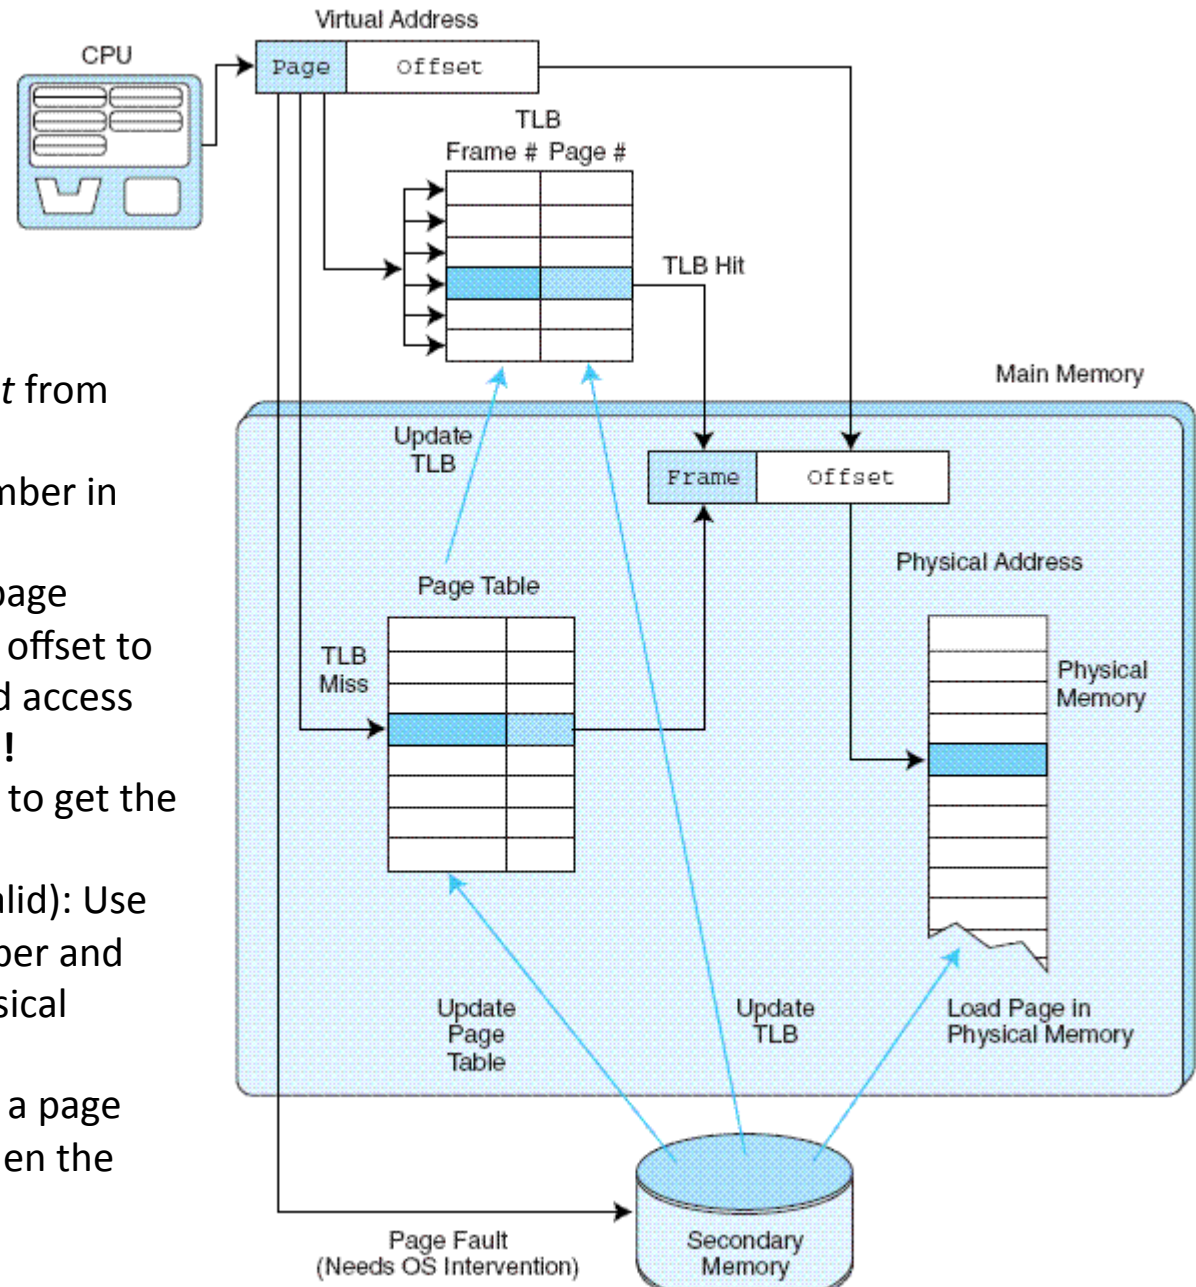 Virtual Address
CPU
Page
Offset
TLB
Frame # Page #
TLB Hit
Main Memory
t from
Update
TLB
mber in
Frame
Offset
Physical Address
page
Page Table
offset to
TLB
Miss
Physical
Memory
d access
!
to get the
lid): Use
ber and
sical
Update
Page
Table
Update
TLB
Load Page in
Physical Memory
a page
en the
Page Fault
(Needs OS Intervention)
Secondary
Memory